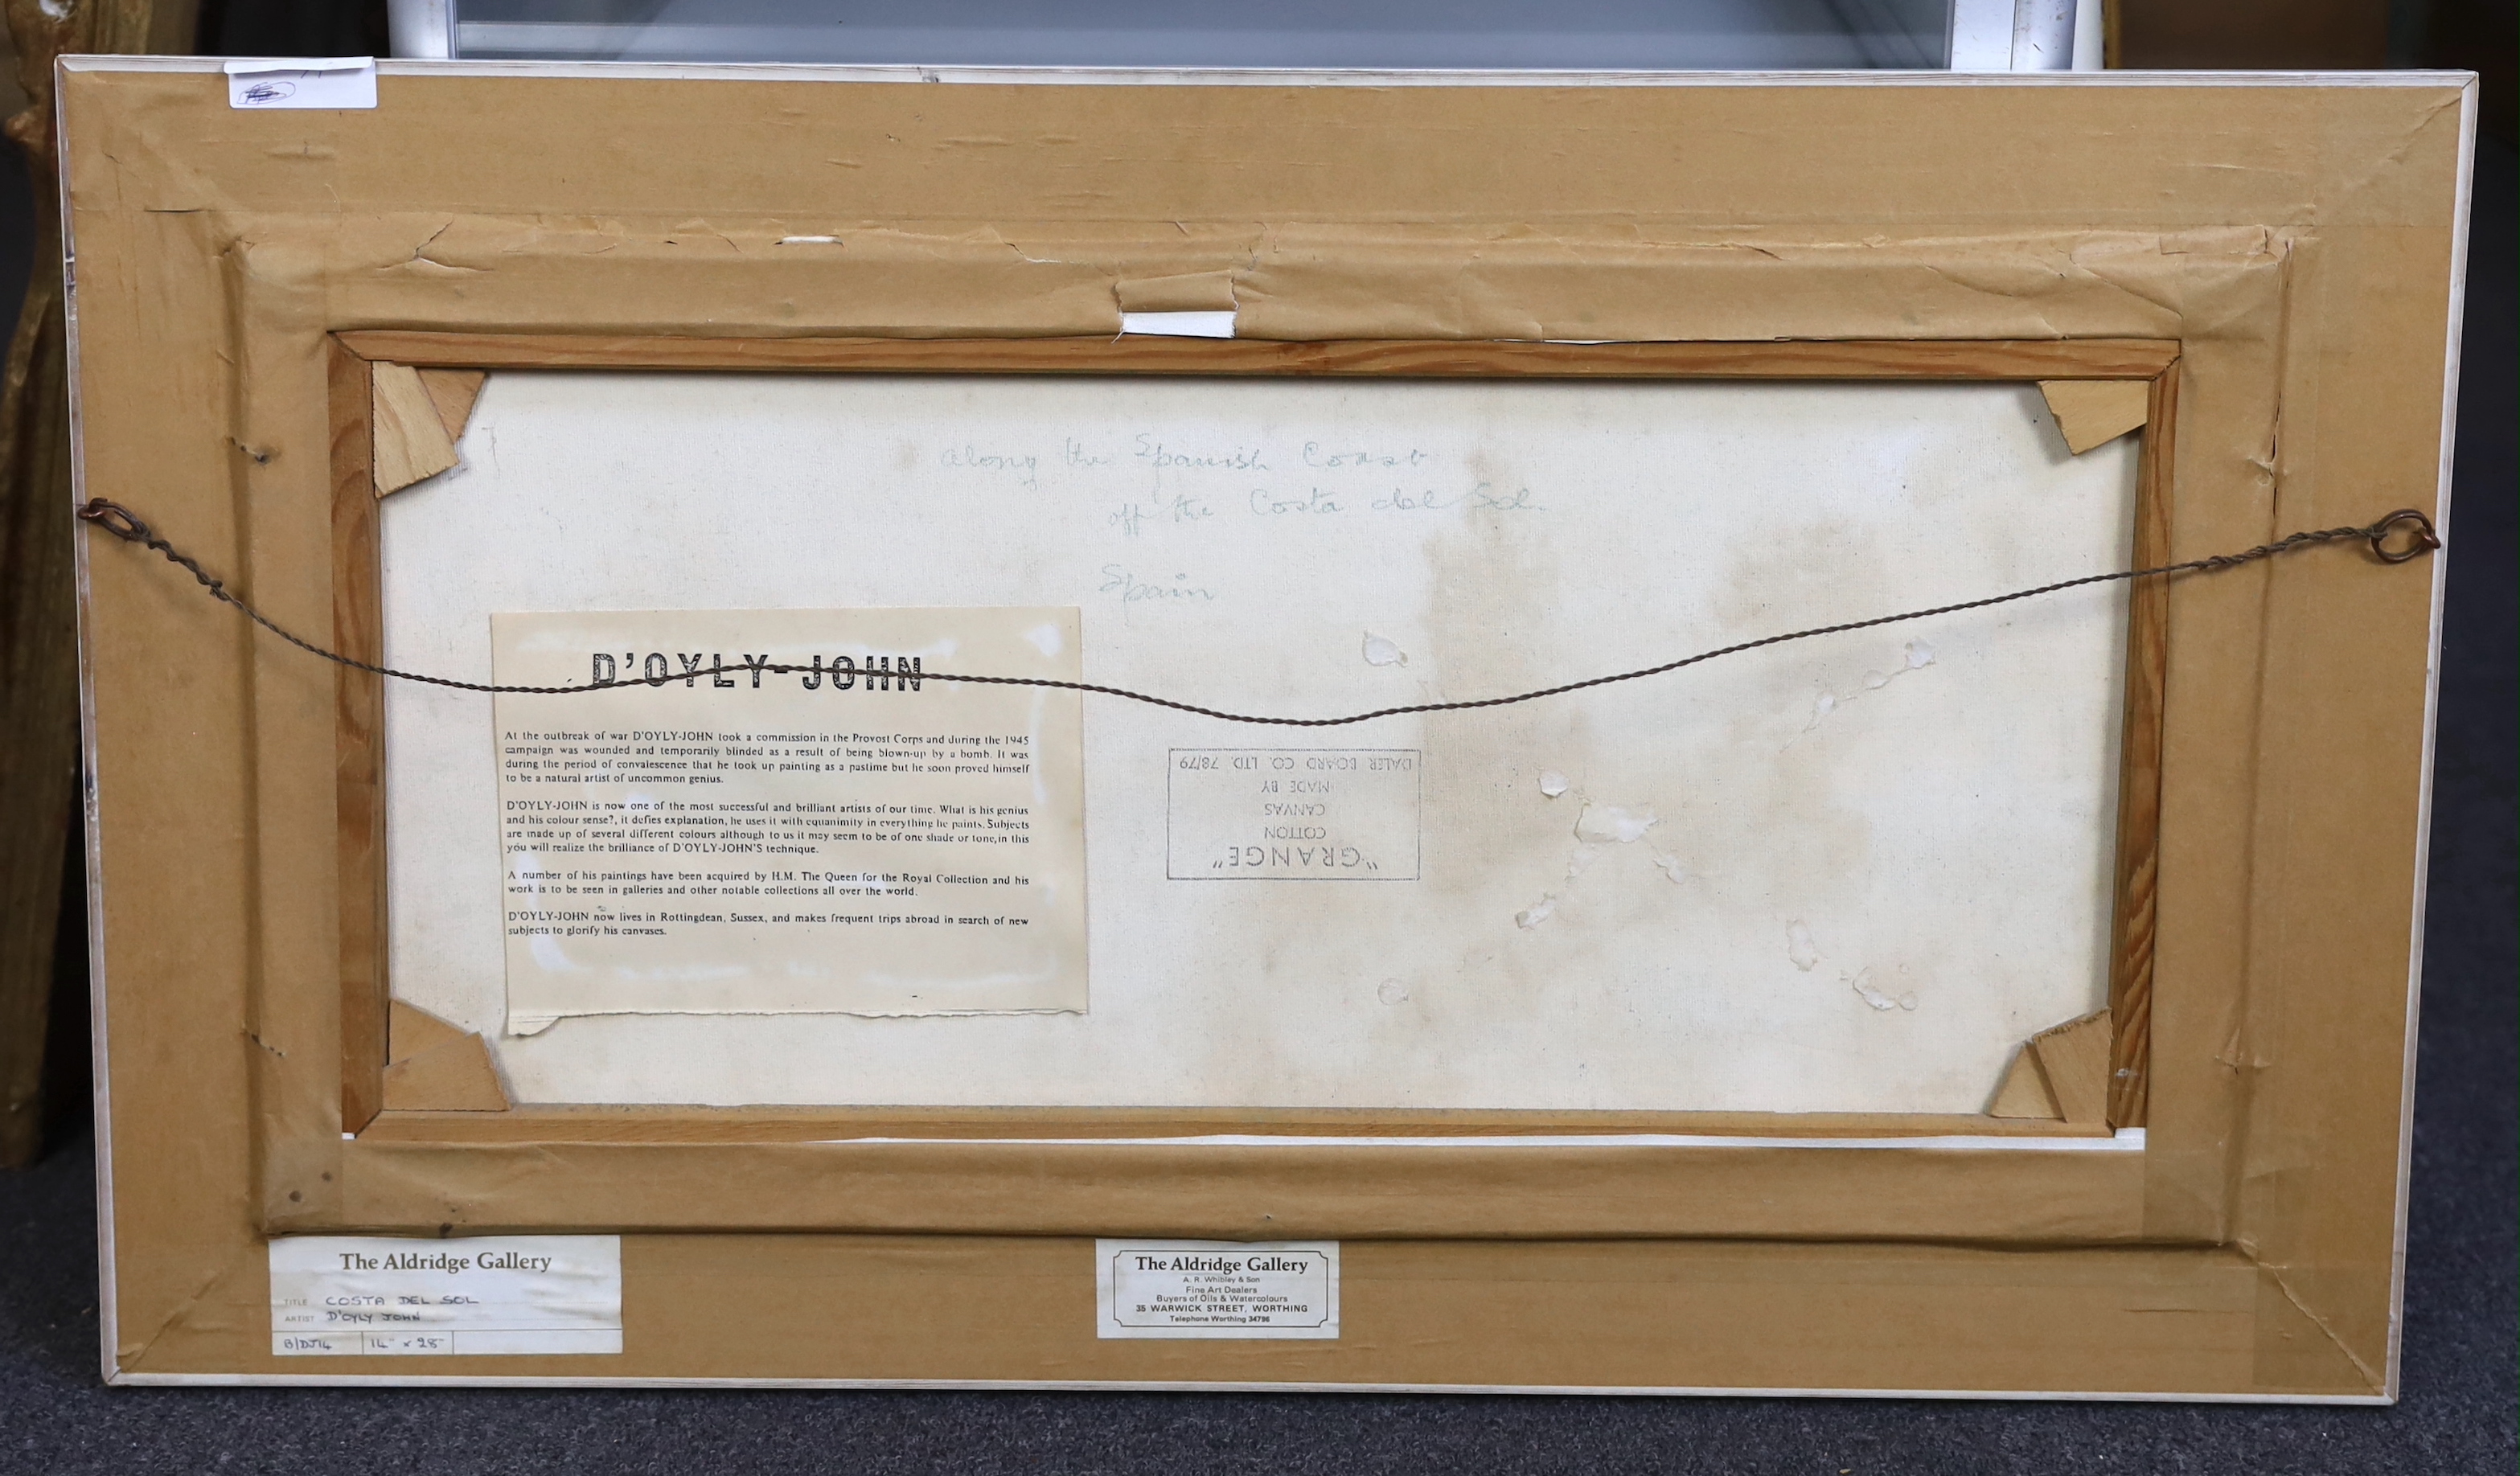 along the Spanish Coast
off the Costa del Sol.
Spain
D'OYLY-JOHN
At the outbreak of war D'OYLY-JOHN took a commission in the Provost Corps and during the 1945
campaign was wounded and temporarily blinded as a result of being blown-up by a bomb. It was
during the period of convalescence that he took up painting as a pastime but he soon proved himself
to be a natural artist of uncommon genius.
D'OYLY-JOHN is now one of the most successful and brilliant artists of our time. What is his genius
and his colour sense?, it defies explanation, he uses it with equanimity in everything he paints. Subjects
are made up of several different colours although to us it may seem to be of one shade or tone, in this
you will realize the brilliance of D'OYLY-JOHN'S technique.
A number of his paintings have been acquired by H.M. The Queen for the Royal Collection and his
work is to be seen in galleries and other notable collections all over the world.
D'OYLY-JOHN now lives in Rottingdean, Sussex, and makes frequent trips abroad in search of new
subjects to glorify his canvases.
"GRANGE"
COTTON
CANVAS
MADE BY
DALER BOARD CO. LTD. 78/79
The Aldridge Gallery
TITLE COSTA DEL SOL
ARTIST D'OYLY JOHN
B/DJ14 14" x 28"
The Aldridge Gallery
A. R. Whibley & Son
Fine Art Dealers
Buyers of Oils & Watercolours
35 WARWICK STREET, WORTHING
Telephone Worthing 34796